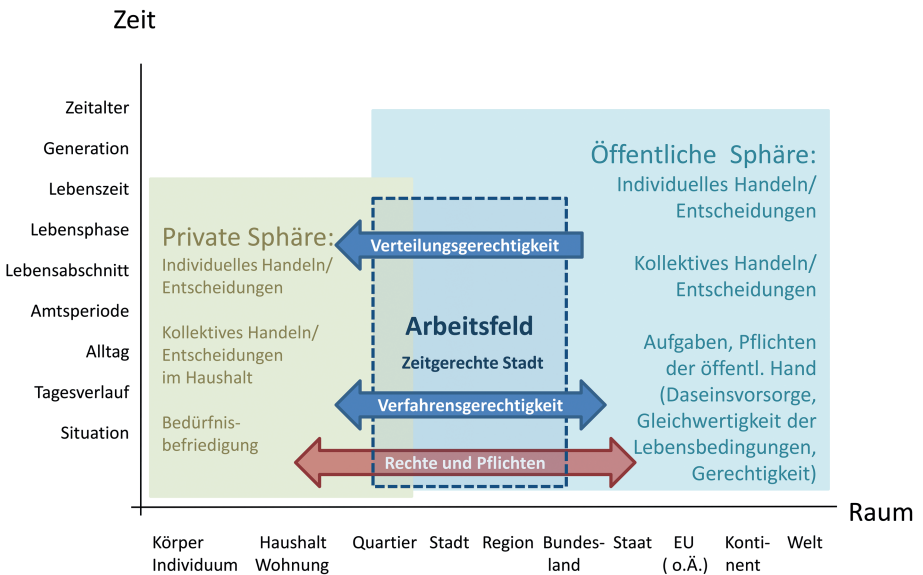 Zeit
Zeitalter
Generation
Lebenszeit
Lebensphase
Lebensabschnitt
Amtsperiode
Alltag
Tagesverlauf
Situation
Private Sphäre:
Individuelles Handeln/
Entscheidungen
Kollektives Handeln/
Entscheidungen
im Haushalt
Bedürfnis-
befriedigung
Verteilungsgerechtigkeit
Arbeitsfeld
Zeitgerechte Stadt
Verfahrensgerechtigkeit
Rechte und Pflichten
Öffentliche Sphäre:
Individuelles Handeln/
Entscheidungen
Kollektives Handeln/
Entscheidungen
Aufgaben, Pflichten
der öffentl. Hand
(Daseinsvorsorge,
Gleichwertigkeit der
Lebensbedingungen,
Gerechtigkeit)
Raum
Körper
Individuum
Haushalt
Wohnung
Quartier
Stadt
Region
Bundes-
land
Staat
EU
( o.Ä.)
Konti-
nent
Welt